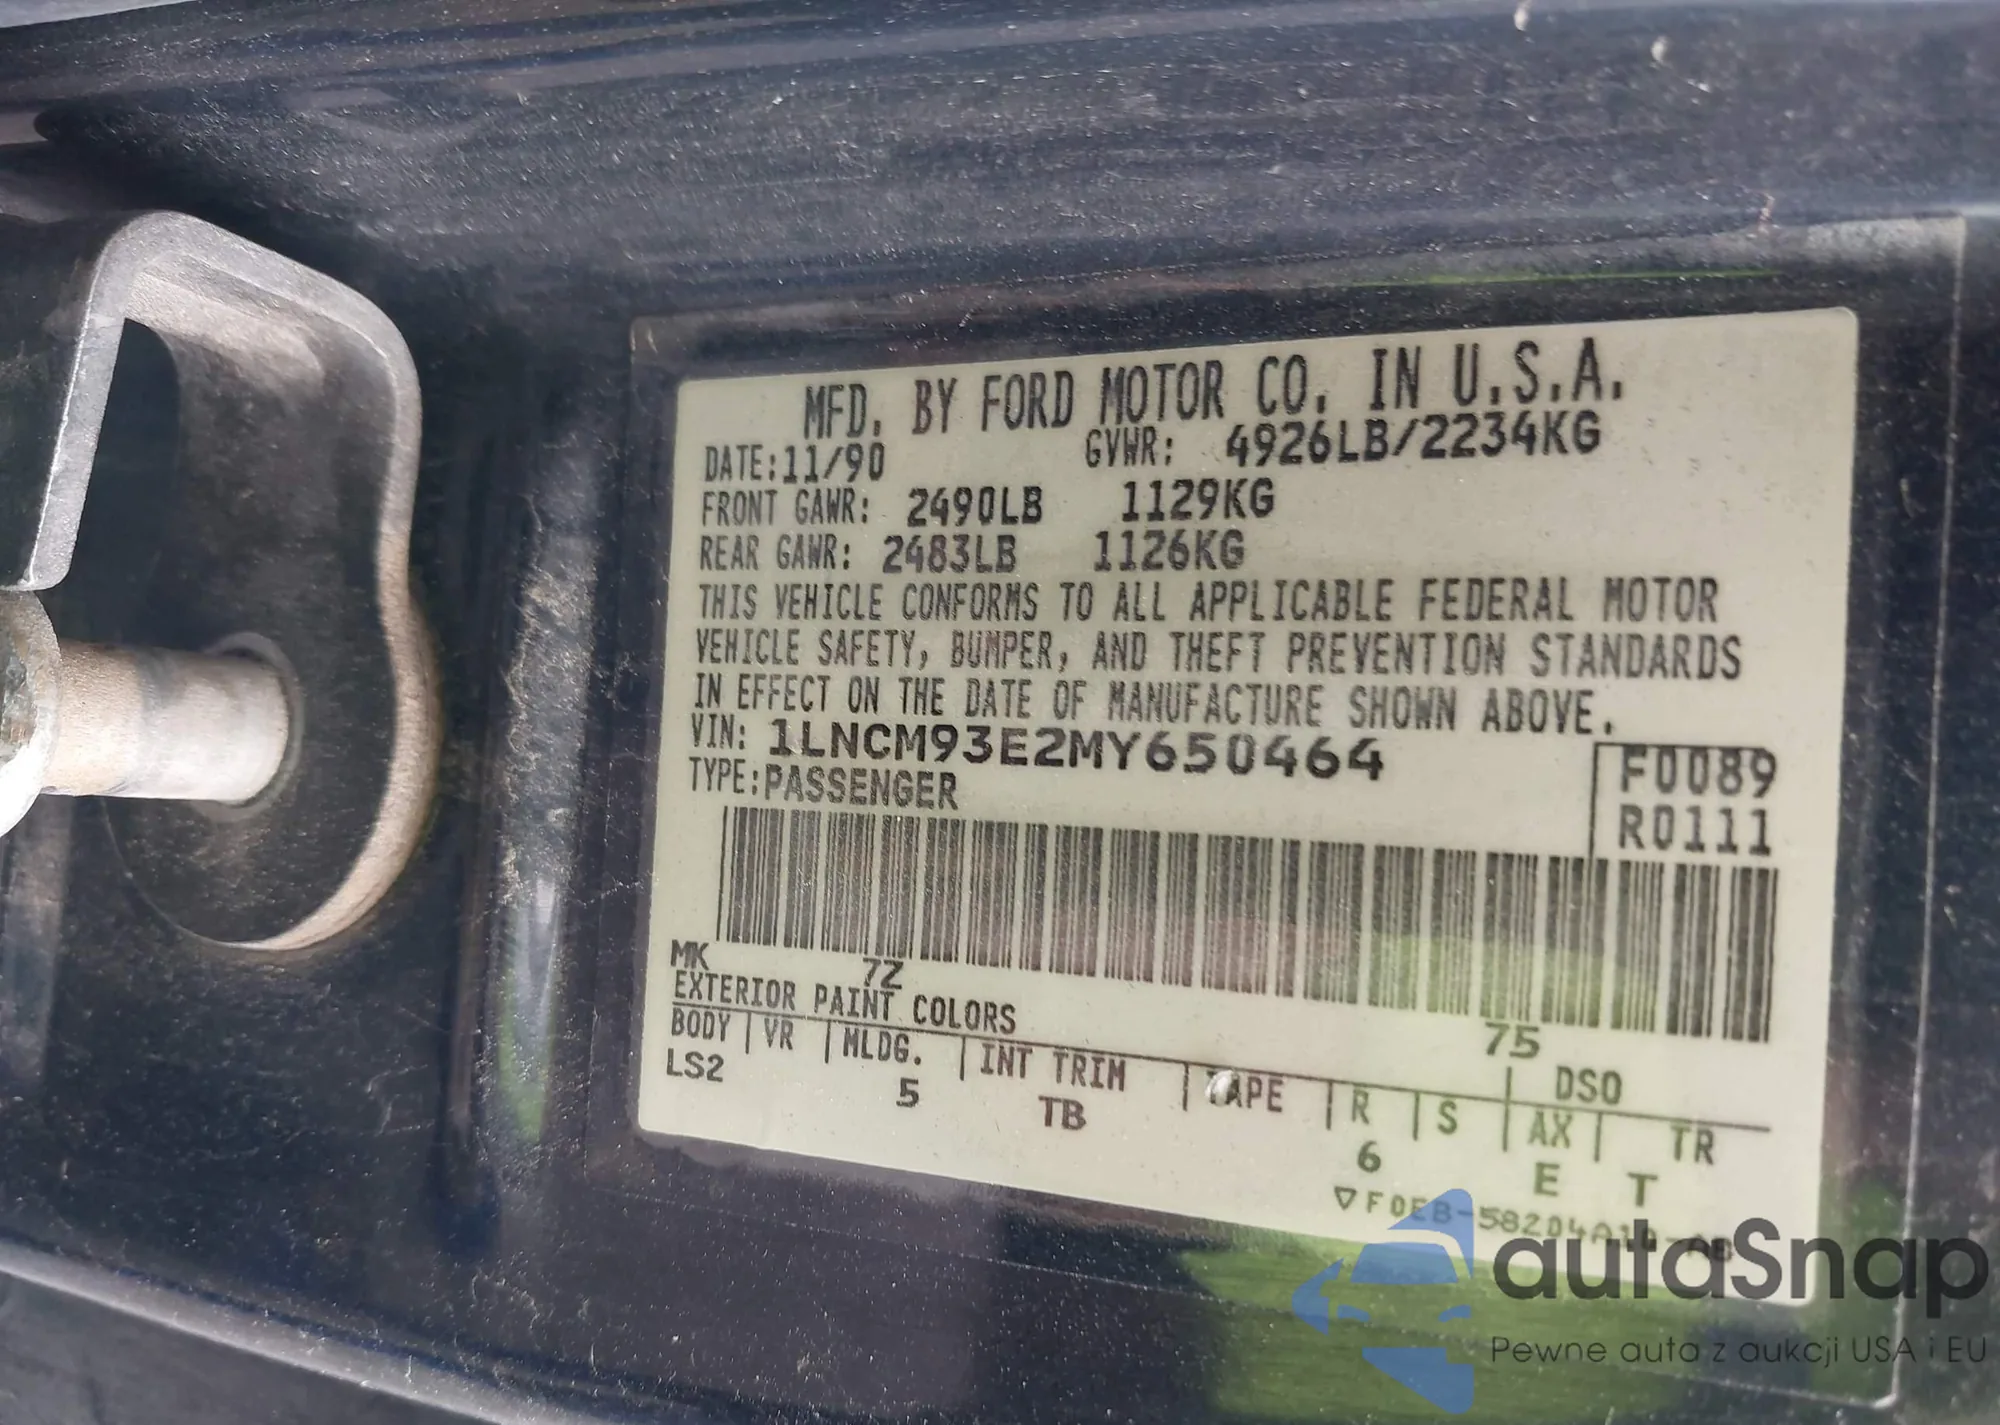 MFD. BY FORD MOTOR CO. IN U.S.A.
DATE:11/90 GVWR: 4926LB/2234KG
FRONT GAWR: 2490LB 1129KG
REAR GAWR: 2483LB 1126KG
THIS VEHICLE CONFORMS TO ALL APPLICABLE FEDERAL MOTOR
VEHICLE SAFETY, BUMPER, AND THEFT PREVENTION STANDARDS
IN EFFECT ON THE DATE OF MANUFACTURE SHOWN ABOVE.
VIN: 1LNCM93E2MY650464
TYPE:PASSENGER
F0089
R0111
MK 7Z 75
EXTERIOR PAINT COLORS DSO
BODY VR MLDG. INT TRIM TAPE R S AX TR
LS2 5 TB 6 E T
autaSnap
Pewne auta z aukcji USA i EU